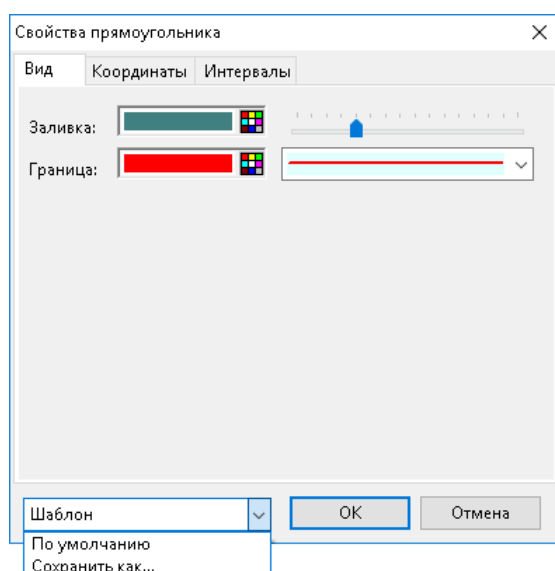 Свойства прямоугольника
Вид Координаты Интервалы
Заливка:
Граница:
Шаблон OK Отмена
По умолчанию
Сохранить как...